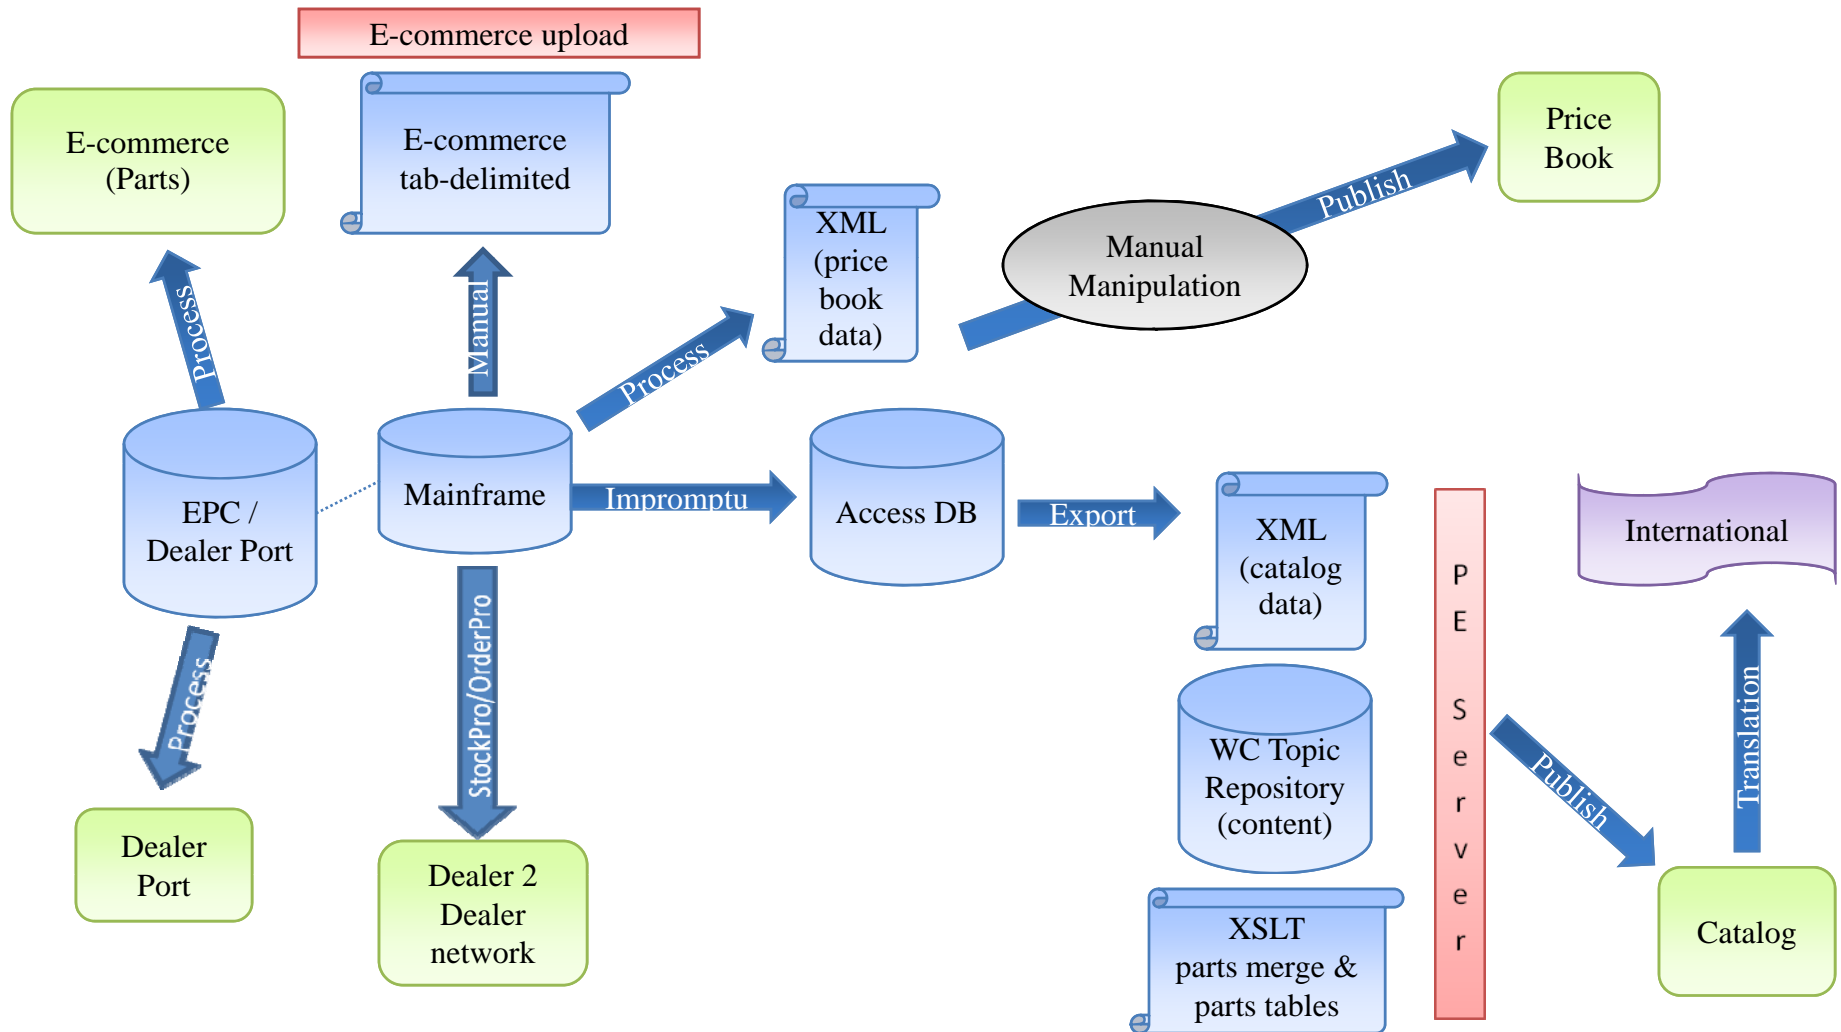 E-commerce upload
E-commerce
(Parts)
E-commerce
tab-delimited
Price
Book
XML
(price
book
data)
Manual
Manipulation
Publish
Process
Manual
Process
EPC /
Dealer Port
Mainframe
Impromptu
Access DB
Export
XML
(catalog
data)
PE Server
International
Process
StockPro/OrderPro
WC Topic
Repository
(content)
Publish
Translation
Dealer
Port
Dealer 2
Dealer
network
XSLT
parts merge &
parts tables
Catalog